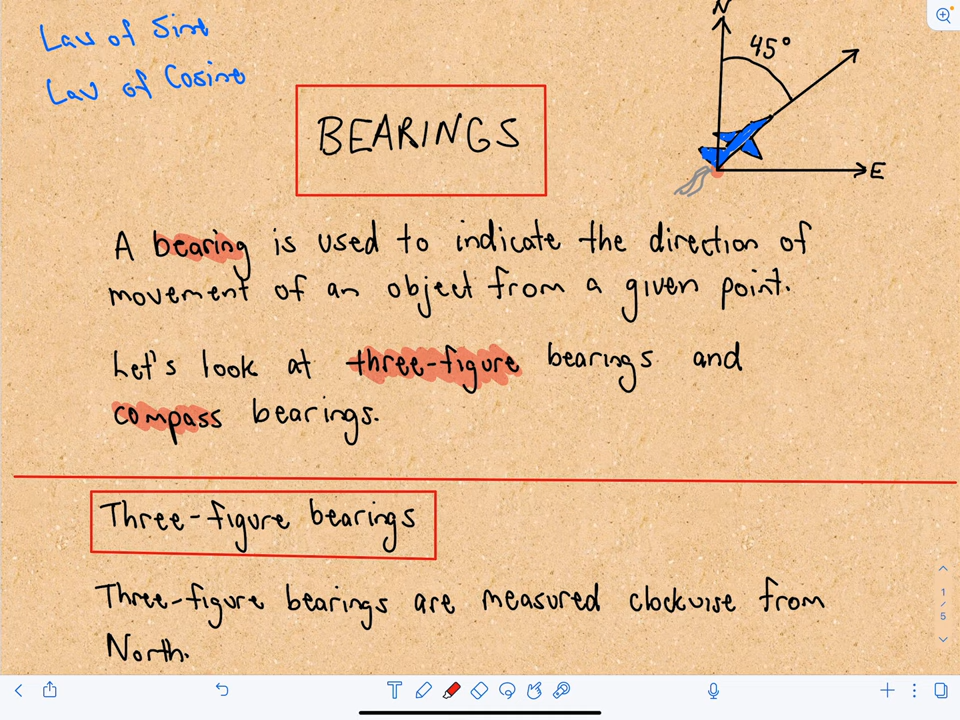 Law of Sine
Law of Cosine
N
45°
E
BEARINGS
A bearing is used to indicate the direction of
movement of an object from a given point.
Let's look at three-figure bearings and
compass bearings.
Three-figure bearings
Three-figure bearings are measured clockwise from
North.
1
/
5
T